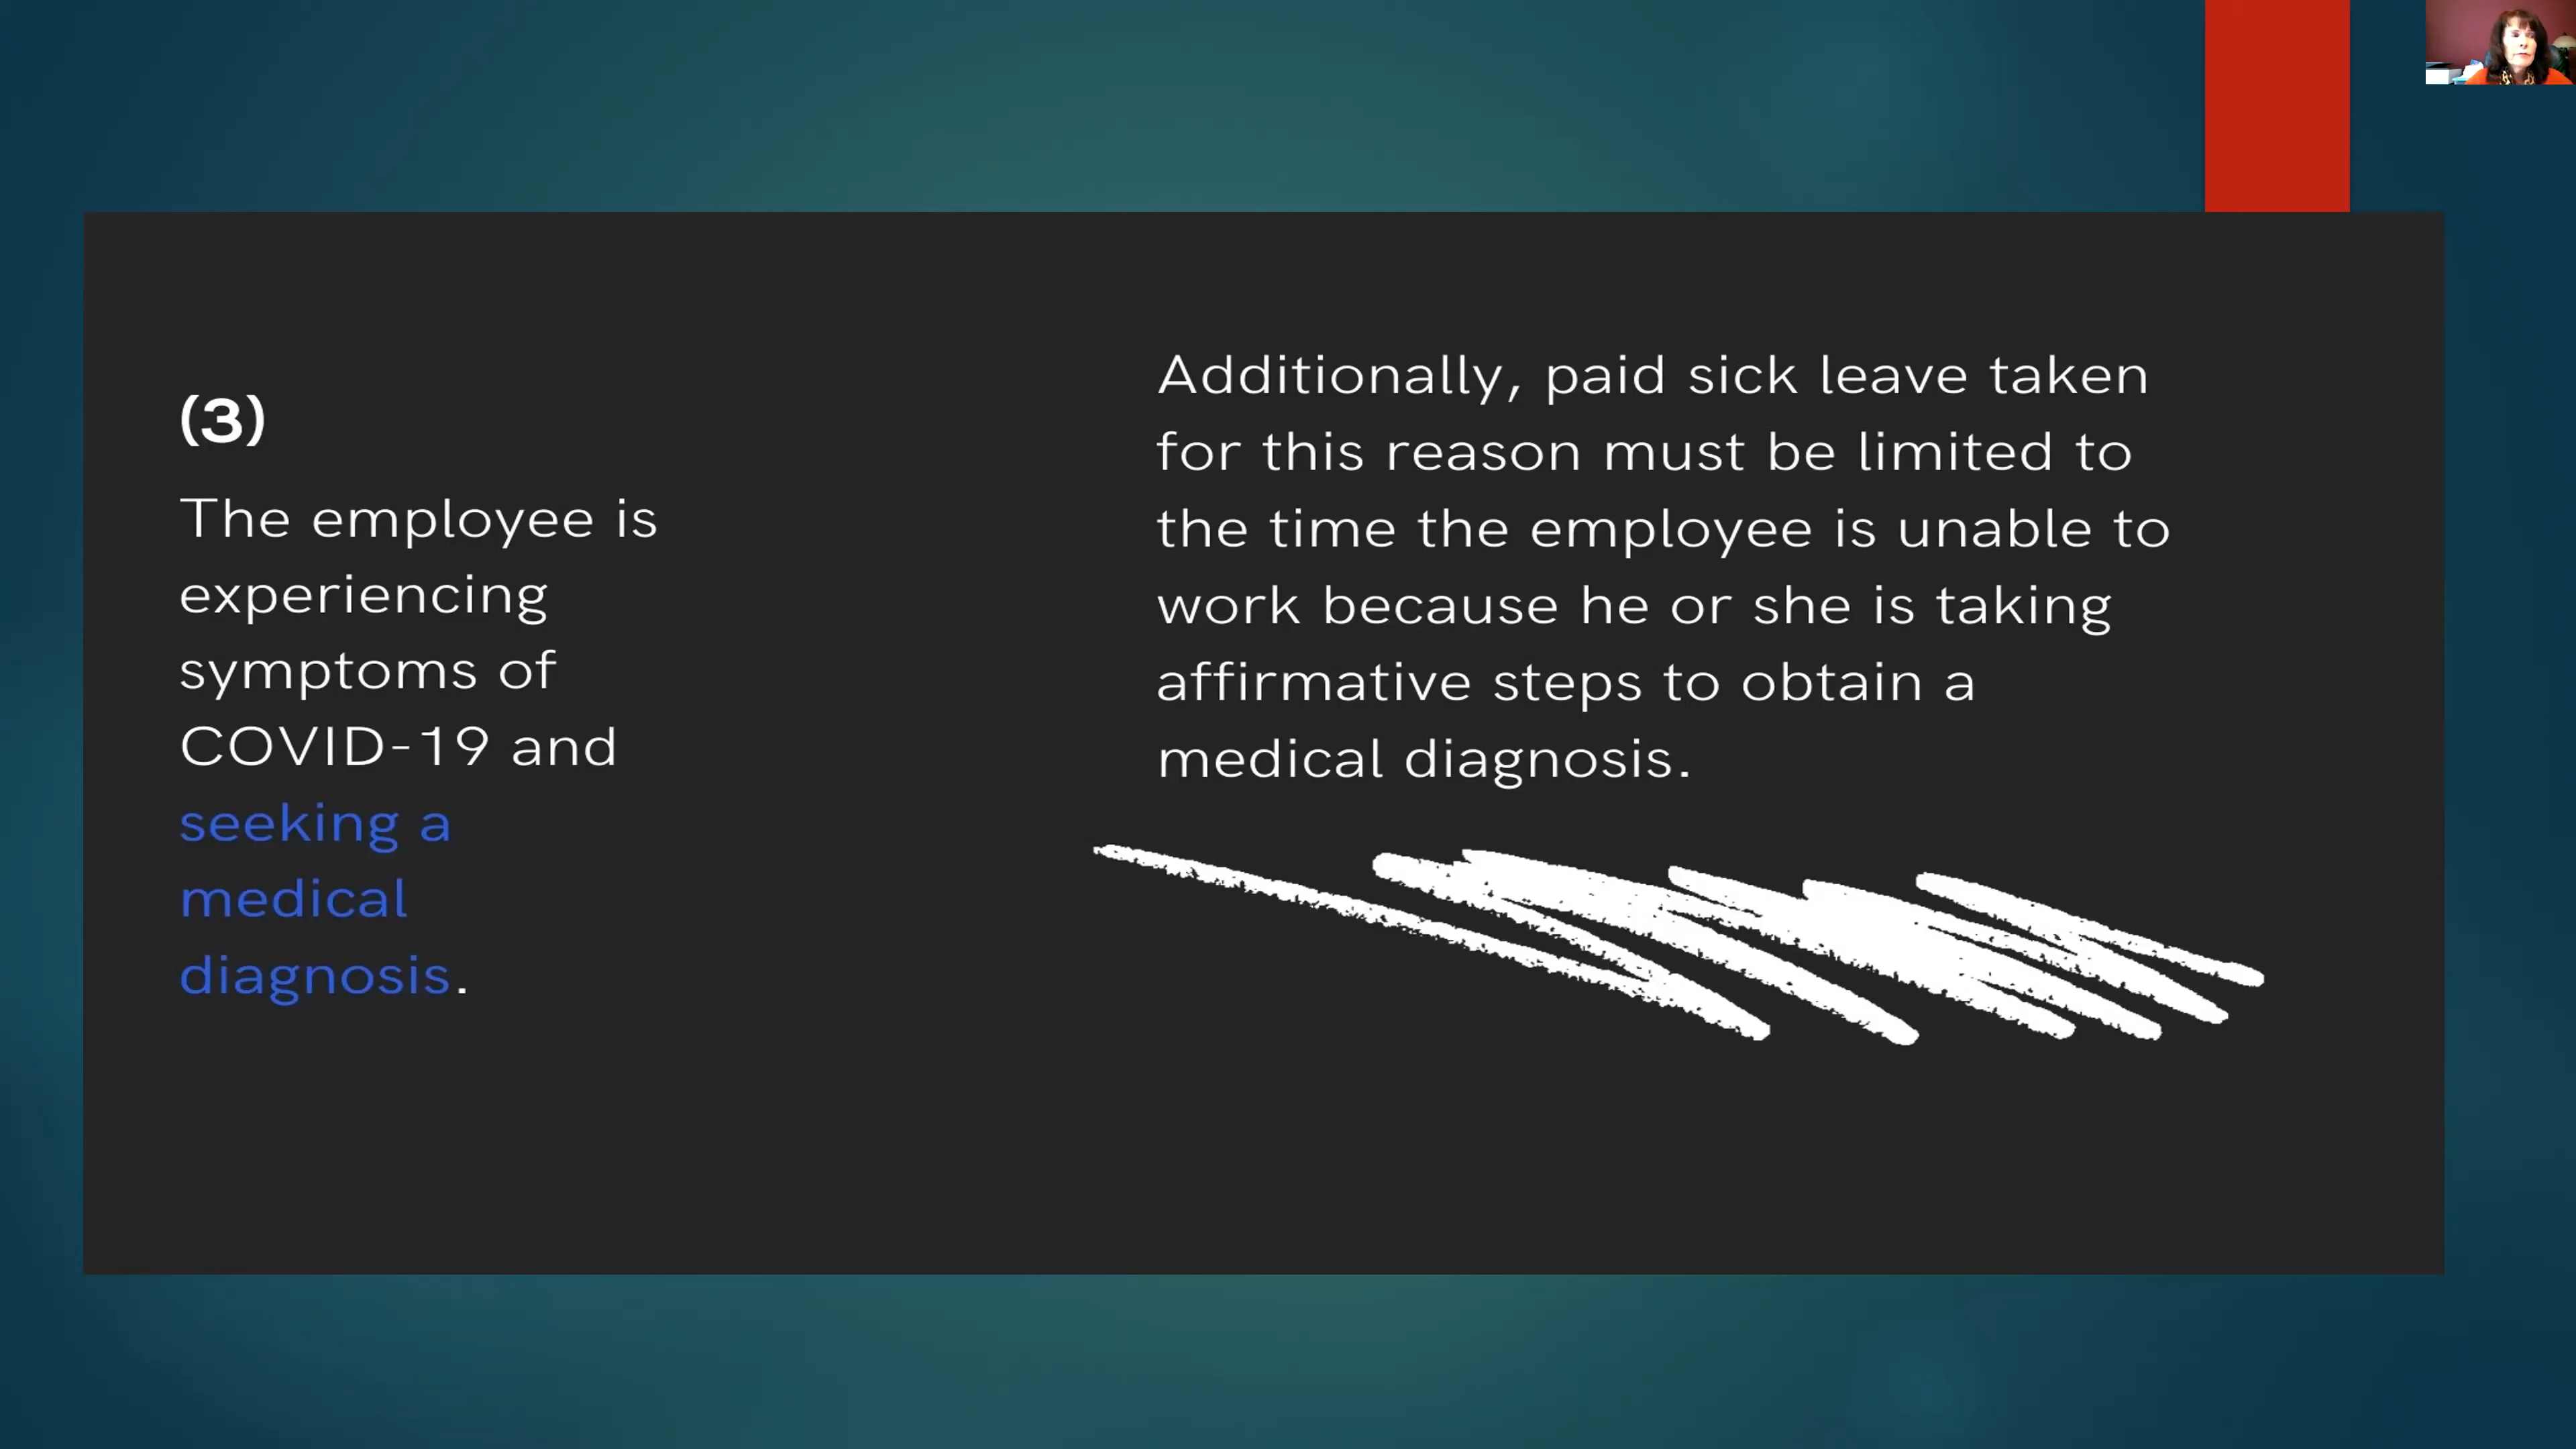 (3)
The employee is
experiencing
symptoms of
COVID-19 and
seeking a
medical
diagnosis.
Additionally, paid sick leave taken
for this reason must be limited to
the time the employee is unable to
work because he or she is taking
affirmative steps to obtain a
medical diagnosis.